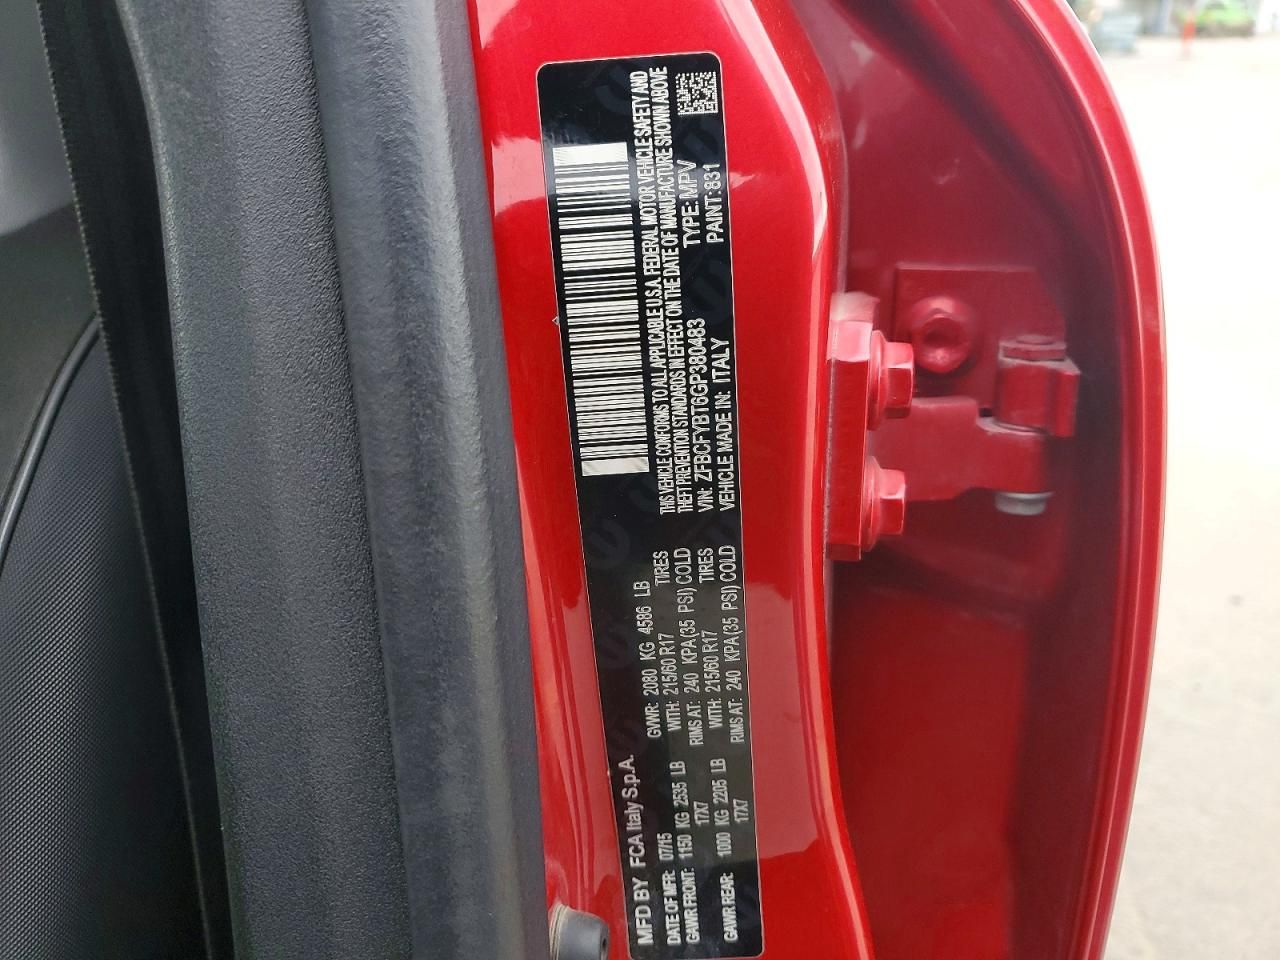 MFD BY FCA Italy S.p.A.
DATE OF MFR: 07/15
GVWR: 2080 KG 4586 LB
GAWR FRONT: 1150 KG 2535 LB
WITH: 215/60 R17 TIRES
17X7
RIMS AT: 240 KPA(35 PSI) COLD
GAWR REAR: 1000 KG 2205 LB
WITH: 215/60 R17 TIRES
17X7
RIMS AT: 240 KPA(35 PSI) COLD
THIS VEHICLE CONFORMS TO ALL APPLICABLE U.S.A. FEDERAL MOTOR VEHICLE SAFETY AND
THEFT PREVENTION STANDARDS IN EFFECT ON THE DATE OF MANUFACTURE SHOWN ABOVE
VIN: ZFBCFYBT6GP380483 TYPE: MPV
VEHICLE MADE IN: ITALY PAINT:831